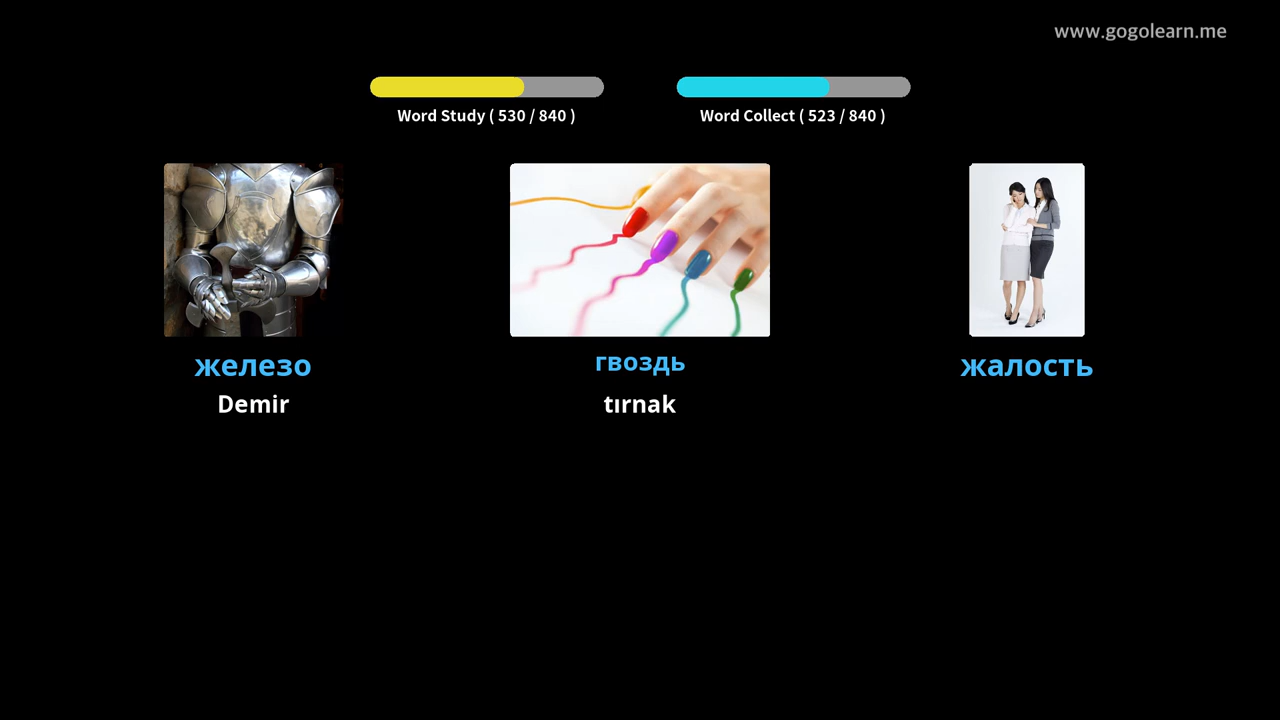 www.gogolearn.me
Word Study ( 530 / 840 )
Word Collect ( 523 / 840 )
железо
Demir
гвоздь
tırnak
жалость